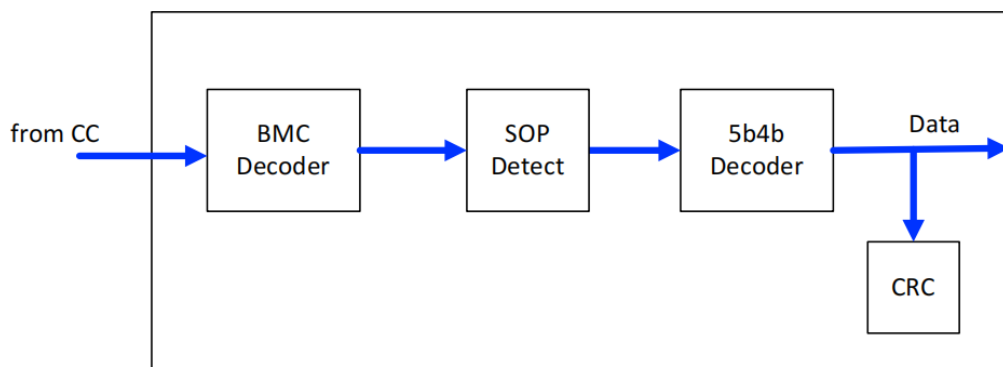 from CC
BMC
Decoder
SOP
Detect
5b4b
Decoder
Data
CRC